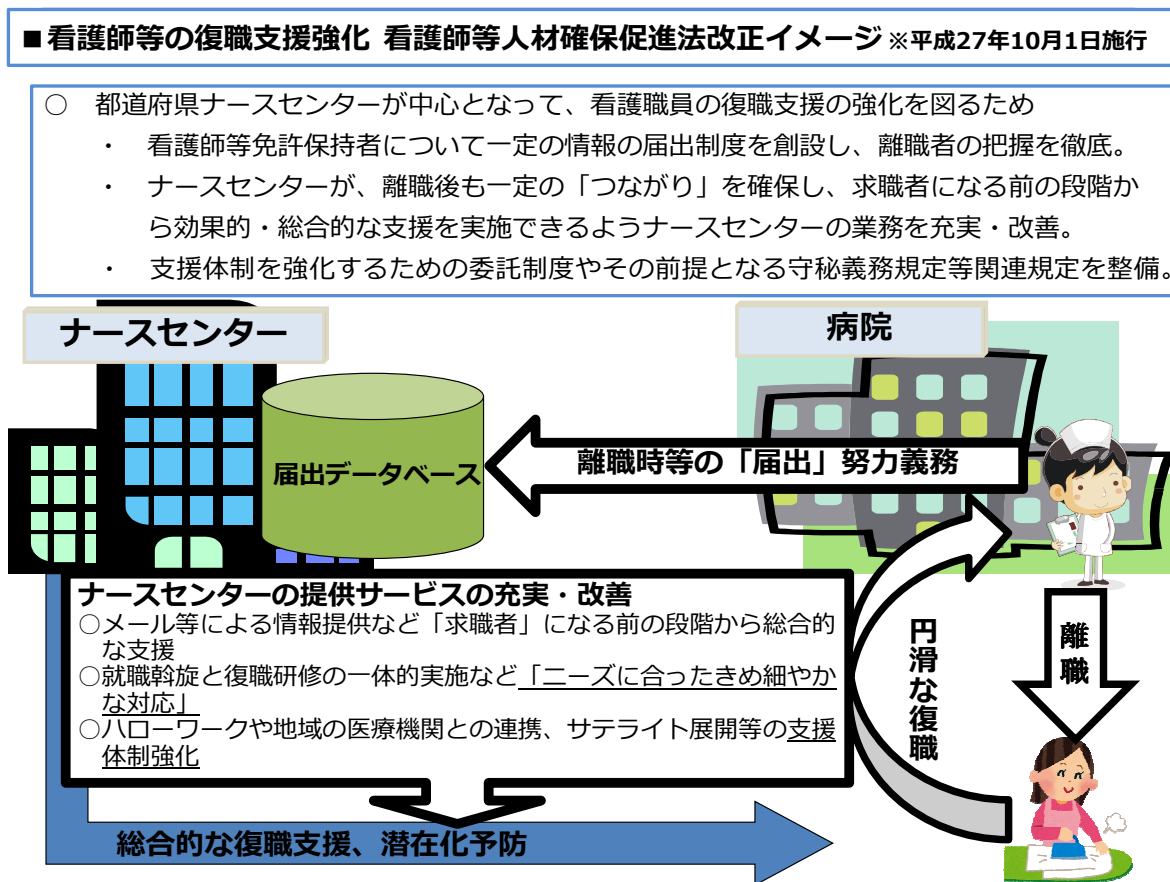 ■看護師等の復職支援強化 看護師等人材確保促進法改正イメージ ※平成27年10月1日施行
○ 都道府県ナースセンターが中心となって、看護職員の復職支援の強化を図るため
・ 看護師等免許保持者について一定の情報の届出制度を創設し、離職者の把握を徹底。
・ ナースセンターが、離職後も一定の「つながり」を確保し、求職者になる前の段階か
ら効果的・総合的な支援を実施できるようナースセンターの業務を充実・改善。
・ 支援体制を強化するための委託制度やその前提となる守秘義務規定等関連規定を整備。
ナースセンター
病院
届出データベース
離職時等の「届出」努力義務
ナースセンターの提供サービスの充実・改善
○メール等による情報提供など「求職者」になる前の段階から総合的
な支援
○就職斡旋と復職研修の一体的実施など「ニーズに合ったきめ細やか
な対応」
○ハローワークや地域の医療機関との連携、サテライト展開等の支援
体制強化
円滑な復職
離職
総合的な復職支援、潜在化予防